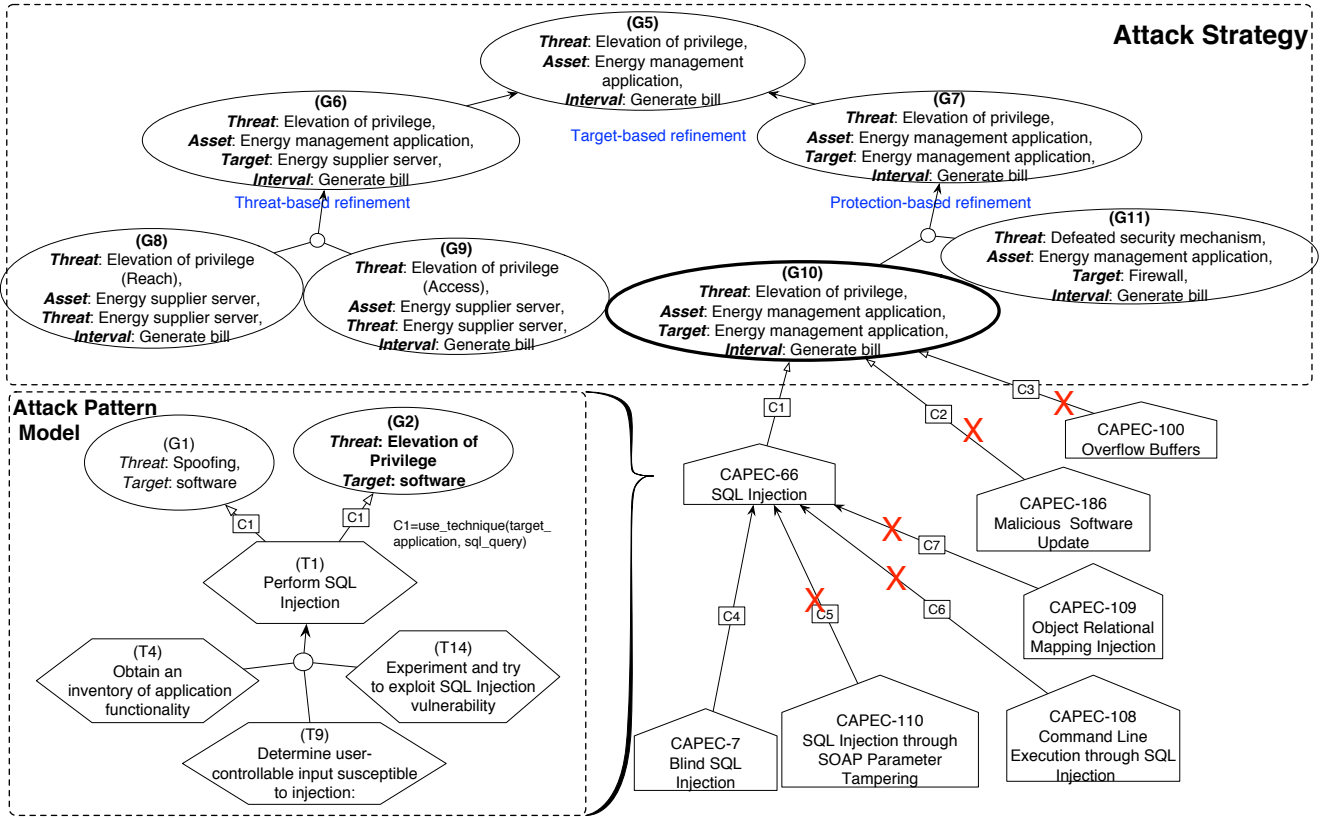 Attack Strategy
(G5)
Threat: Elevation of privilege,
Asset: Energy management
application,
Interval: Generate bill
(G6)
Threat: Elevation of privilege,
Asset: Energy management application,
Target: Energy supplier server,
Interval: Generate bill
Target-based refinement
(G7)
Threat: Elevation of privilege,
Asset: Energy management application,
Target: Energy management application,
Interval: Generate bill
Threat-based refinement
Protection-based refinement
(G8)
Threat: Elevation of privilege
(Reach),
Asset: Energy supplier server,
Threat: Energy supplier server,
Interval: Generate bill
(G9)
Threat: Elevation of privilege
(Access),
Asset: Energy supplier server,
Threat: Energy supplier server,
Interval: Generate bill
(G10)
Threat: Elevation of privilege,
Asset: Energy management application,
Target: Energy management application,
Interval: Generate bill
(G11)
Threat: Defeated security mechanism,
Asset: Energy management application,
Target: Firewall,
Interval: Generate bill
Attack Pattern
Model
(G1)
Threat: Spoofing,
Target: software
(G2)
Threat: Elevation of
Privilege
Target: software
C1
C1
C1=use_technique(target_
application, sql_query)
(T1)
Perform SQL
Injection
(T4)
Obtain an
inventory of application
functionality
(T14)
Experiment and try
to exploit SQL Injection
vulnerability
(T9)
Determine user-
controllable input susceptible
to injection:
C1
C2
X
C3
X
CAPEC-66
SQL Injection
CAPEC-100
Overflow Buffers
CAPEC-186
Malicious Software
Update
C4
X
C5
X
C6
X
C7
CAPEC-109
Object Relational
Mapping Injection
CAPEC-7
Blind SQL
Injection
CAPEC-110
SQL Injection through
SOAP Parameter
Tampering
CAPEC-108
Command Line
Execution through SQL
Injection